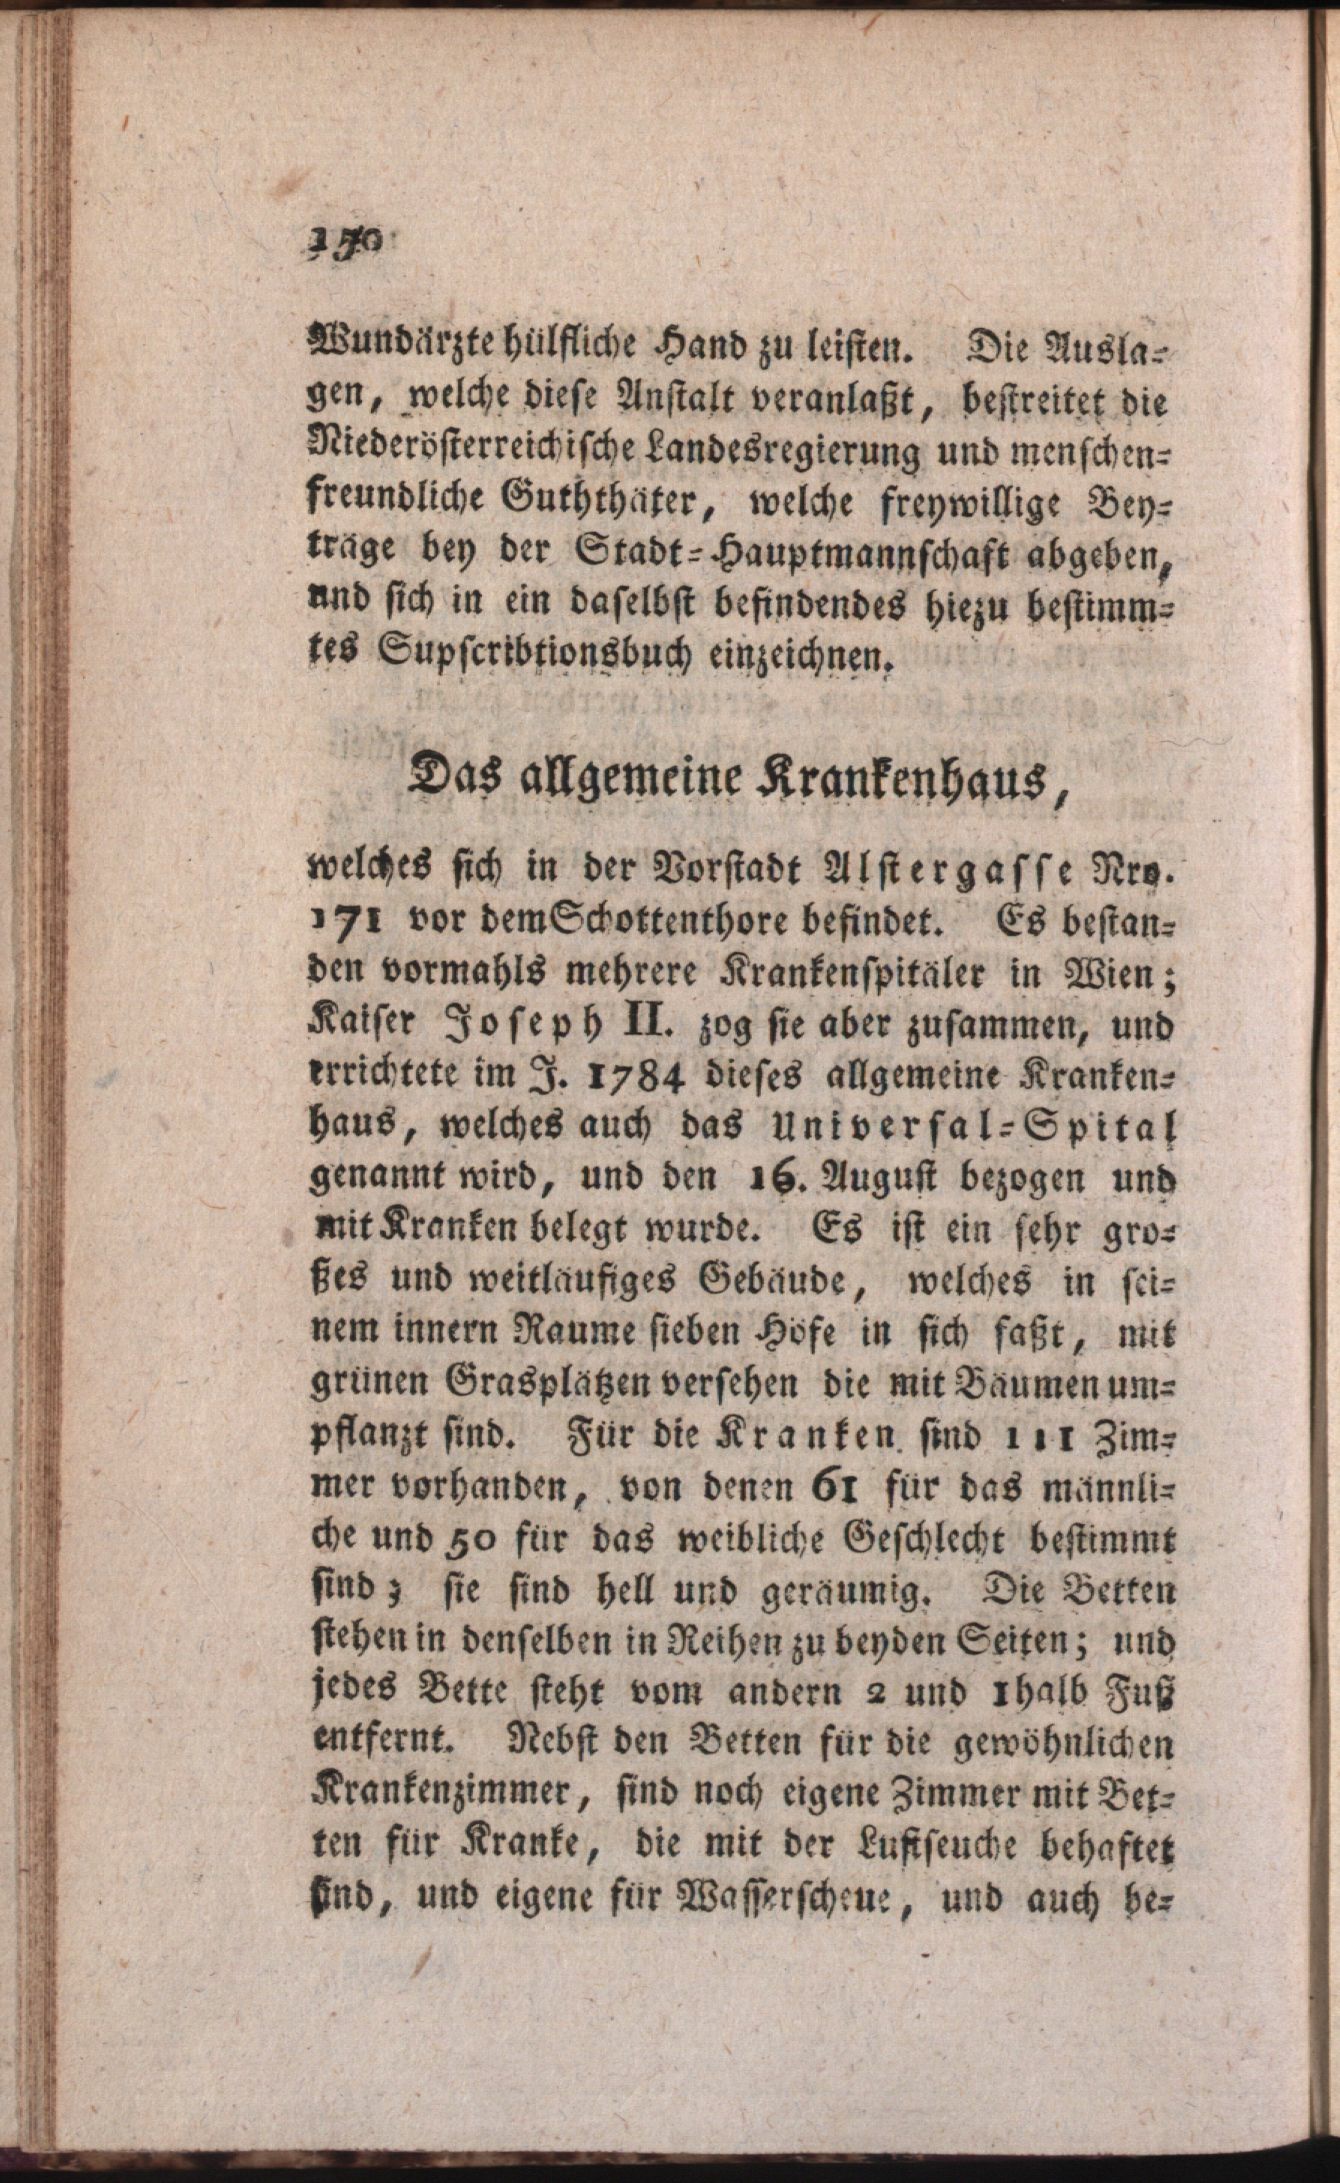 150
Wundärzte hülfliche Hand zu leisten. Die Ausla-
gen, welche diese Anstalt veranlaßt, bestreitet die
Niederösterreichische Landesregierung und menschen-
freundliche Guththäter, welche freywillige Bey-
träge bey der Stadt-Hauptmannschaft abgeben,
und sich in ein daselbst befindendes hiezu bestimm-
tes Supscribtionsbuch einzeichnen.
Das allgemeine Krankenhaus,
welches sich in der Vorstadt Alstergasse Nro.
171 vor dem Schottenthore befindet. Es bestan-
den vormahls mehrere Krankenspitäler in Wien;
Kaiser Joseph II. zog sie aber zusammen, und
errichtete im J. 1784 dieses allgemeine Kranken-
haus, welches auch das Universal-Spital
genannt wird, und den 16. August bezogen und
mit Kranken belegt wurde. Es ist ein sehr gro-
ßes und weitläufiges Gebäude, welches in sei-
nem innern Raume sieben Höfe in sich faßt, mit
grünen Grasplätzen versehen die mit Bäumen um-
pflanzt sind. Für die Kranken sind 111 Zim-
mer vorhanden, von denen 61 für das männli-
che und 50 für das weibliche Geschlecht bestimmt
sind; sie sind hell und geräumig. Die Betten
stehen in denselben in Reihen zu beyden Seiten; und
jedes Bette steht vom andern 2 und 1halb Fuß
entfernt. Nebst den Betten für die gewöhnlichen
Krankenzimmer, sind noch eigene Zimmer mit Bet-
ten für Kranke, die mit der Lustseuche behaftet
sind, und eigene für Wasserscheue, und auch be-